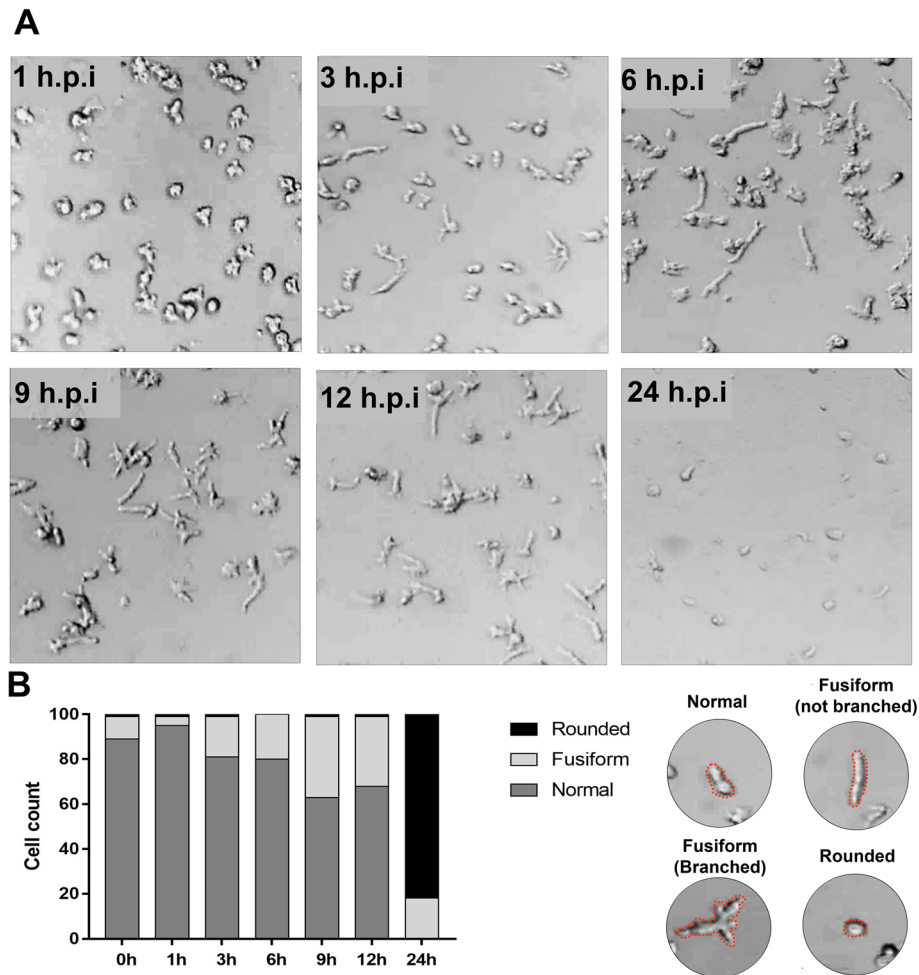 A
1 h.p.i
3 h.p.i
6 h.p.i
9 h.p.i
12 h.p.i
24 h.p.i
B
Cell count
100
80
60
40
20
0
0h
1h
3h
6h
9h
12h
24h
Rounded
Fusiform
Normal
Normal
Fusiform
(not branched)
Fusiform
(Branched)
Rounded